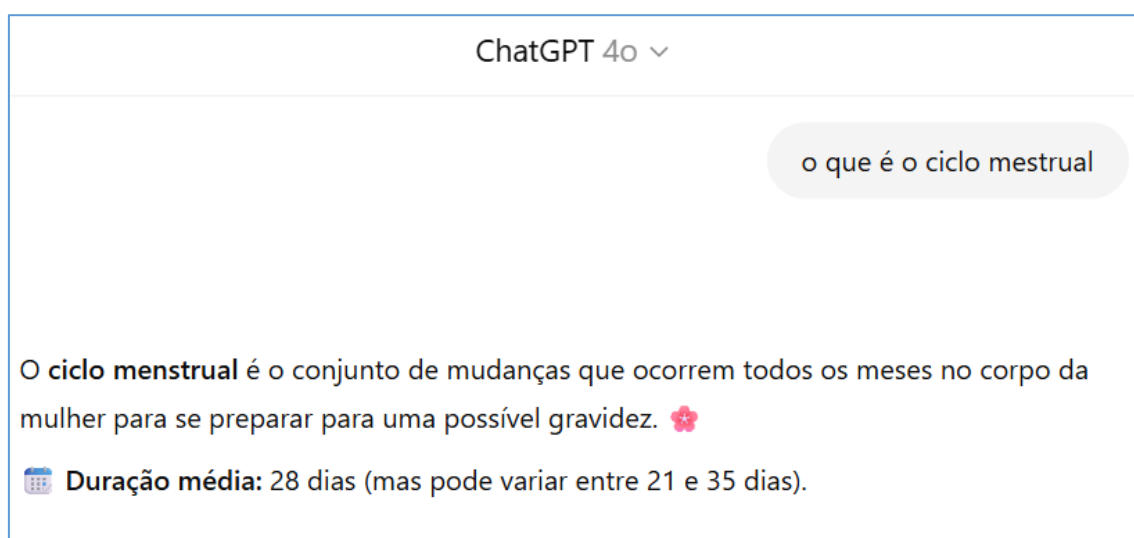 ChatGPT 4o
o que é o ciclo mestrual
O ciclo menstrual é o conjunto de mudanças que ocorrem todos os meses no corpo da
mulher para se preparar para uma possível gravidez. 🌸
🗓️ Duração média: 28 dias (mas pode variar entre 21 e 35 dias).